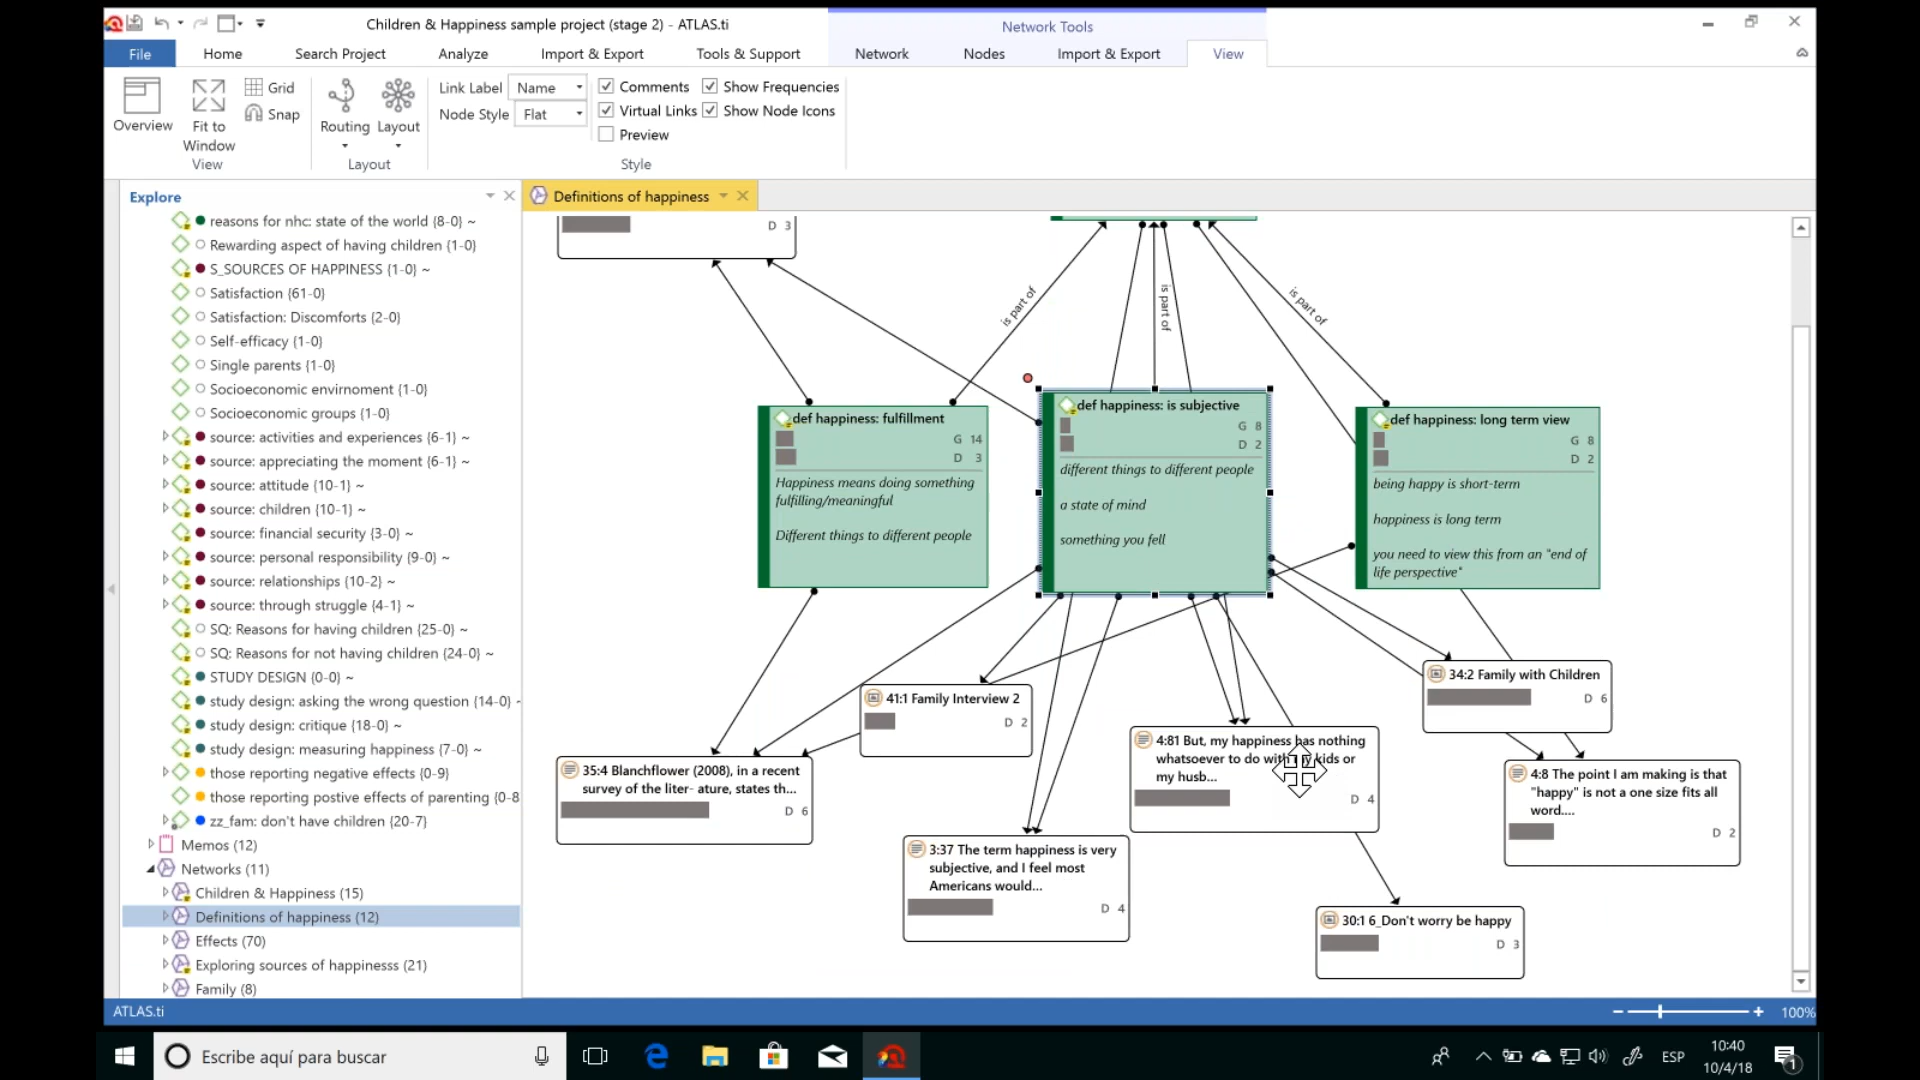 Children & Happiness sample project (stage 2) - ATLAS.ti
Network Tools
File
Home
Search Project
Analyze
Import & Export
Tools & Support
Network
Nodes
Import & Export
View
Overview
Fit to
Window
Grid
Snap
View
Routing
Layout
Layout
Link Label
Name
Node Style
Flat
Comments
Show Frequencies
Virtual Links
Show Node Icons
Preview
Style
Explore
reasons for nhc: state of the world {8-0} ~
Rewarding aspect of having children {1-0}
S_SOURCES OF HAPPINESS {1-0} ~
Satisfaction {61-0}
Satisfaction: Discomforts {2-0}
Self-efficacy {1-0}
Single parents {1-0}
Socioeconomic envirnoment {1-0}
Socioeconomic groups {1-0}
source: activities and experiences {6-1} ~
source: appreciating the moment {6-1} ~
source: attitude {10-1} ~
source: children {10-1} ~
source: financial security {3-0} ~
source: personal responsibility {9-0} ~
source: relationships {10-2} ~
source: through struggle {4-1} ~
SQ: Reasons for having children {25-0} ~
SQ: Reasons for not having children {24-0} ~
STUDY DESIGN {0-0} ~
study design: asking the wrong question {14-0} ~
study design: critique {18-0} ~
study design: measuring happiness {7-0} ~
those reporting negative effects {0-9}
those reporting postive effects of parenting {0-8
zz_fam: don't have children {20-7}
Memos (12)
Networks (11)
Children & Happiness (15)
Definitions of happiness (12)
Effects (70)
Exploring sources of happinesss (21)
Family (8)
Definitions of happiness
D 3
is part of
is part of
is part of
def happiness: fulfillment
G 14
D 3
Happiness means doing something
fulfilling/meaningful
Different things to different people
def happiness: is subjective
G 8
D 2
different things to different people
a state of mind
something you fell
def happiness: long term view
G 8
D 2
being happy is short-term
happiness is long term
you need to view this from an "end of
life perspective"
34:2 Family with Children
D 6
41:1 Family Interview 2
D 2
4:81 But, my happiness has nothing
whatsoever to do with my kids or
my husb...
D 4
35:4 Blanchflower (2008), in a recent
survey of the liter- ature, states th...
D 6
4:8 The point I am making is that
"happy" is not a one size fits all
word....
D 2
3:37 The term happiness is very
subjective, and I feel most
Americans would...
D 4
30:1 6_Don't worry be happy
D 3
ATLAS.ti
100%
Escribe aquí para buscar
ESP
10:40
10/4/18
1